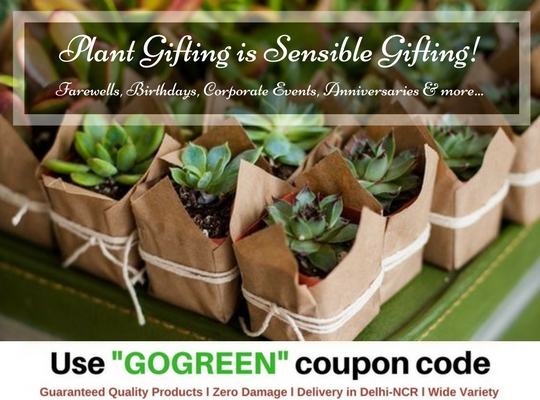 Plant Gifting is Sensible Gifting!
Farewells, Birthdays, Corporate Events, Anniversaries & more...
Use "GOGREEN" coupon code
Guaranteed Quality Products l Zero Damage l Delivery in Delhi-NCR l Wide Variety